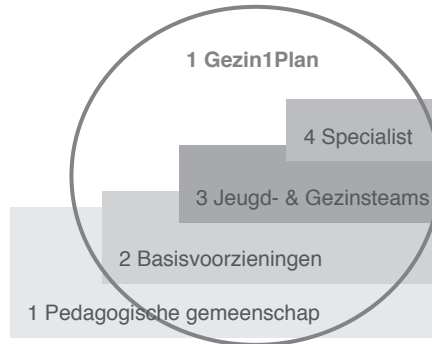 1 Gezin1Plan
4 Specialist
3 Jeugd- & Gezinsteams
2 Basisvoorzieningen
1 Pedagogische gemeenschap